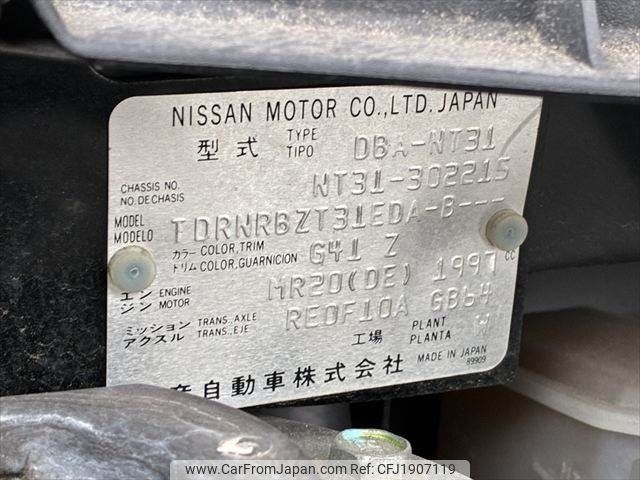 NISSAN MOTOR CO.,LTD. JAPAN
型式 TYPE TIPO DBA-NT31
CHASSIS NO. NO.DECHASIS NT31-302215
MODEL MODELO TDRNRBZT31EDA-B---
カラー トリム COLOR,TRIM COLOR,GUARNICION G41 Z
エンジン ENGINE MOTOR MR20(DE) 1997 CC
ミッション アクスル TRANS.,AXLE TRANS.,EJE RE0F10A GB64
工場 PLANT PLANTA
産自動車株式会社 MADE IN JAPAN
89909
CarFromJapan.com Ref: CFJ1907119